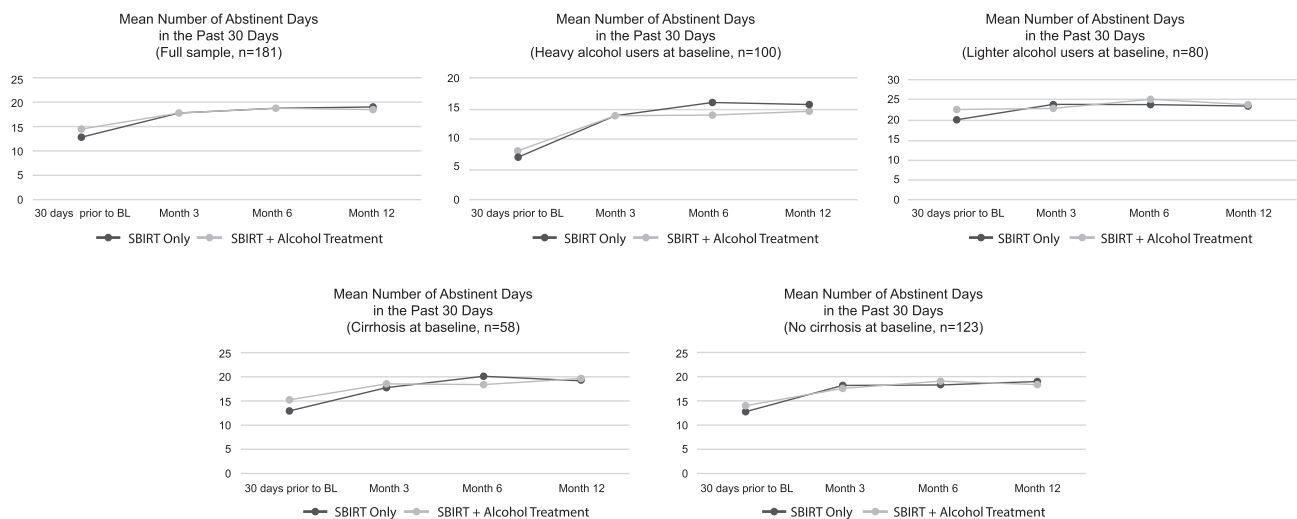 Mean Number of Abstinent Days
in the Past 30 Days
(Full sample, n=181)
25
20
15
10
5
0
30 days prior to BL Month 3 Month 6 Month 12
SBIRT Only SBIRT + Alcohol Treatment
Mean Number of Abstinent Days
in the Past 30 Days
(Heavy alcohol users at baseline, n=100)
20
15
10
5
0
30 days prior to BL Month 3 Month 6 Month 12
SBIRT Only SBIRT + Alcohol Treatment
Mean Number of Abstinent Days
in the Past 30 Days
(Lighter alcohol users at baseline, n=80)
30
25
20
15
10
5
0
30 days prior to BL Month 3 Month 6 Month 12
SBIRT Only SBIRT + Alcohol Treatment
Mean Number of Abstinent Days
in the Past 30 Days
(Cirrhosis at baseline, n=58)
25
20
15
10
5
0
30 days prior to BL Month 3 Month 6 Month 12
SBIRT Only SBIRT + Alcohol Treatment
Mean Number of Abstinent Days
in the Past 30 Days
(No cirrhosis at baseline, n=123)
25
20
15
10
5
0
30 days prior to BL Month 3 Month 6 Month 12
SBIRT Only SBIRT + Alcohol Treatment